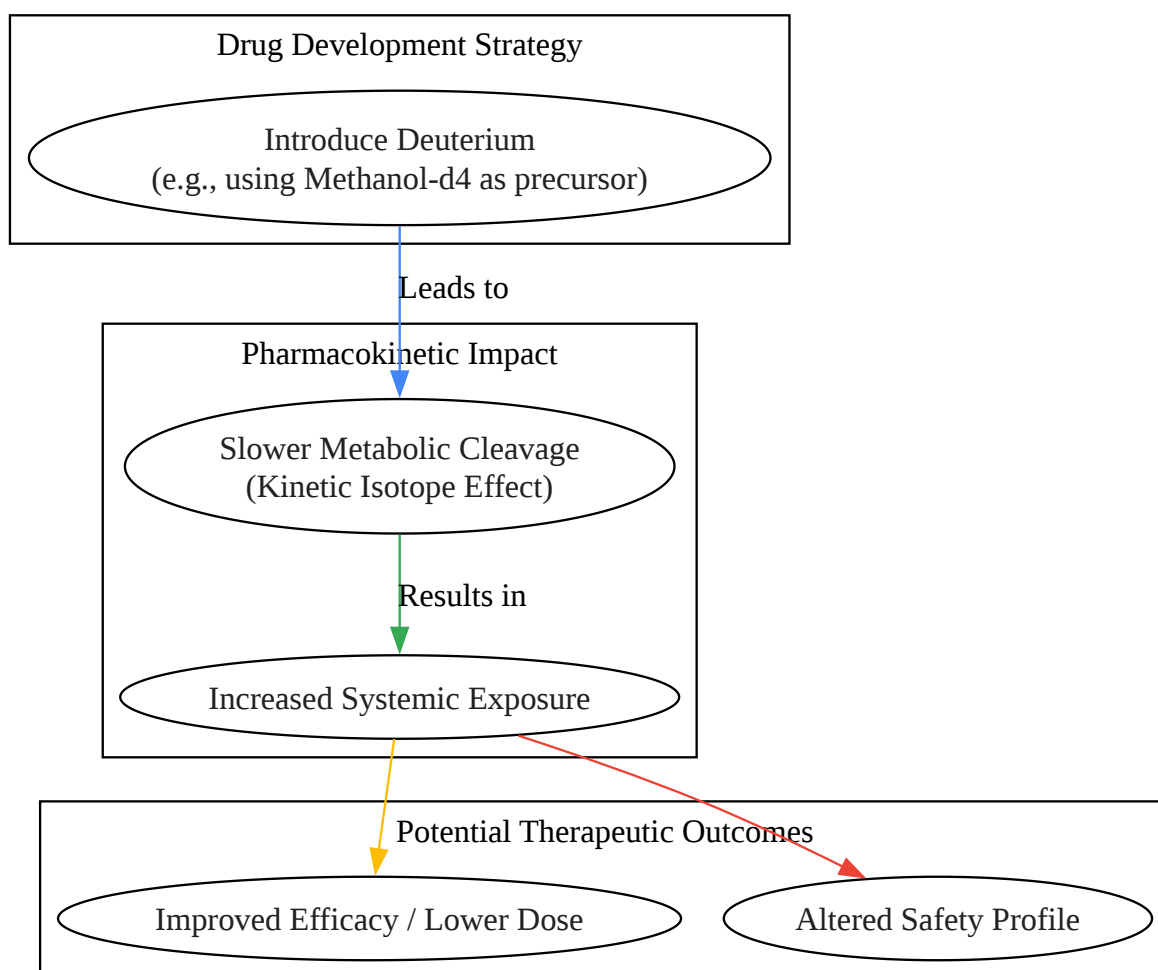 Drug Development Strategy
Introduce Deuterium
(e.g., using Methanol-d4 as precursor)
Leads to
Pharmacokinetic Impact
Slower Metabolic Cleavage
(Kinetic Isotope Effect)
Results in
Increased Systemic Exposure
Potential Therapeutic Outcomes
Improved Efficacy / Lower Dose
Altered Safety Profile